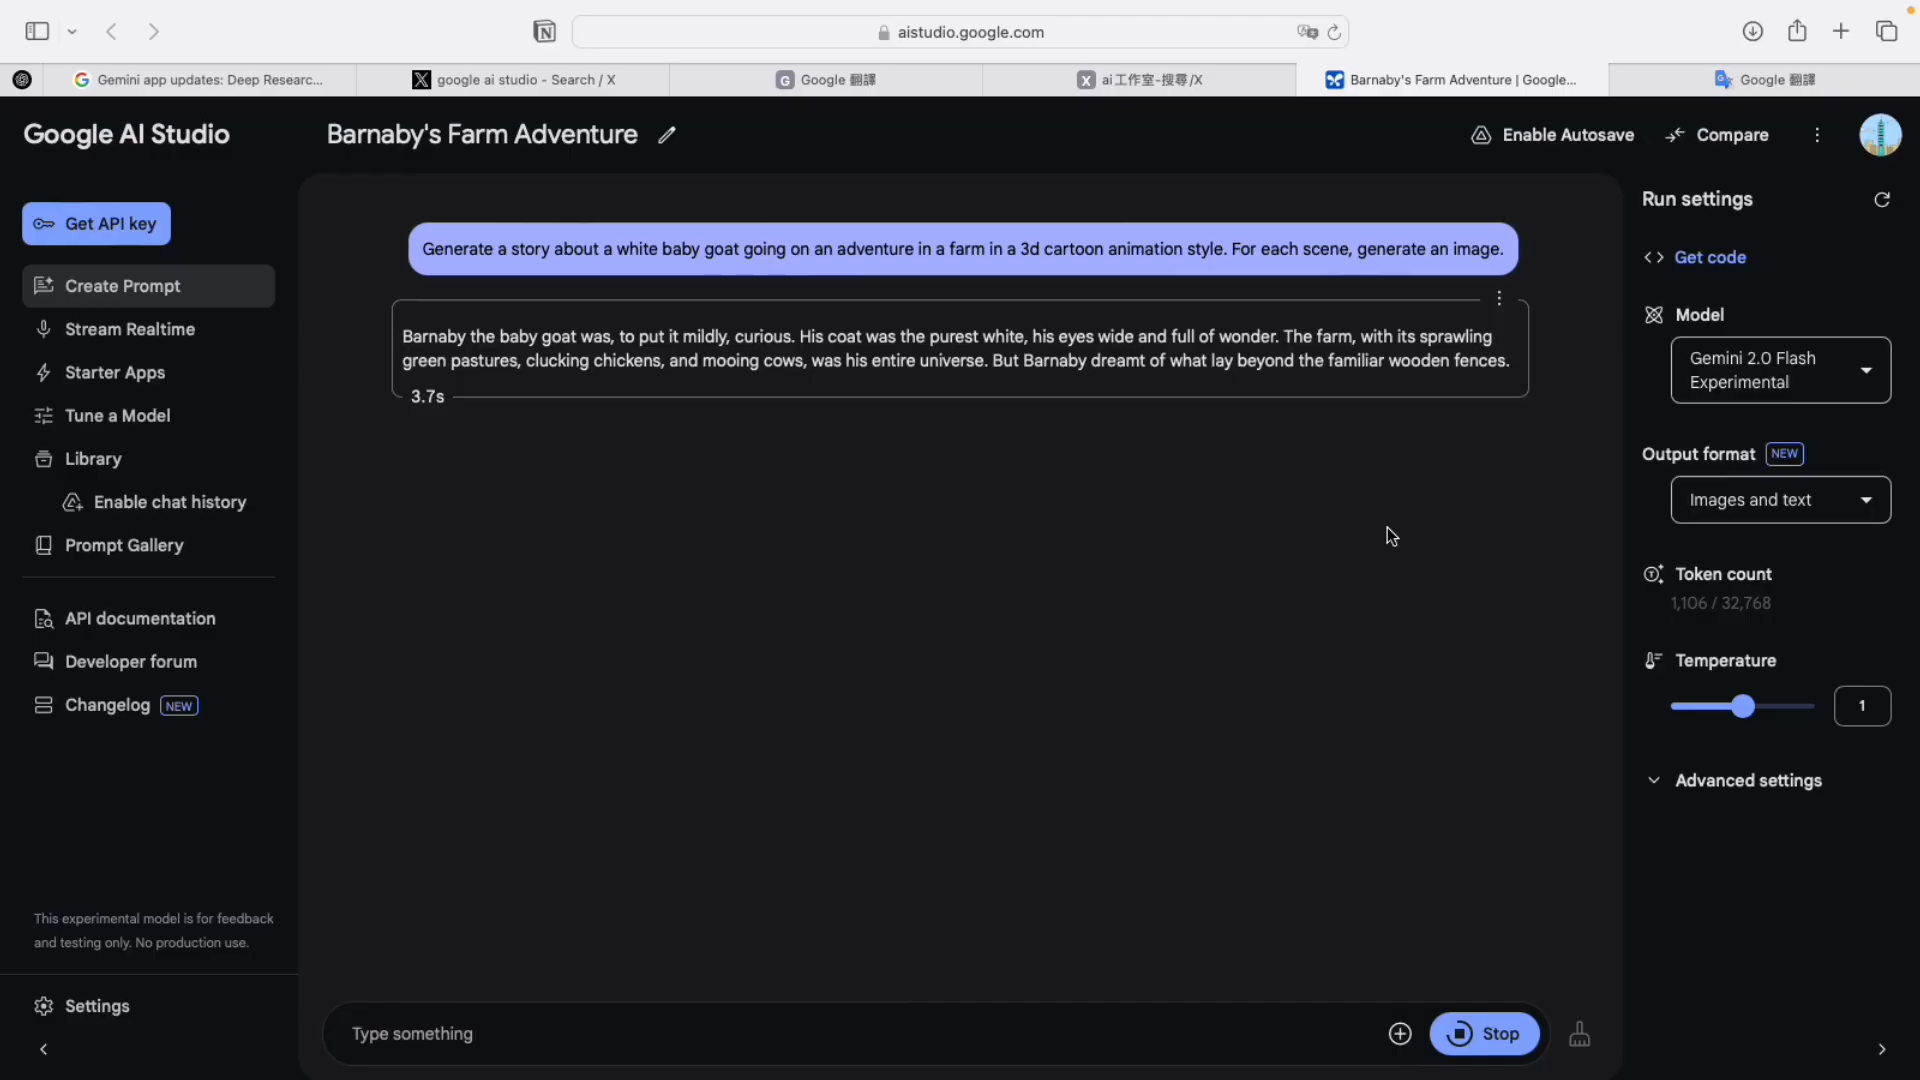 aistudio.google.com
Gemini app updates: Deep Researc...
google ai studio - Search / X
Google 翻譯
ai工作室-搜尋/X
Barnaby's Farm Adventure | Google...
Google 翻譯
Google AI Studio
Barnaby's Farm Adventure
Enable Autosave
Compare
Get API key
Create Prompt
Stream Realtime
Starter Apps
Tune a Model
Library
Enable chat history
Prompt Gallery
API documentation
Developer forum
Changelog NEW
This experimental model is for feedback
and testing only. No production use.
Settings
Generate a story about a white baby goat going on an adventure in a farm in a 3d cartoon animation style. For each scene, generate an image.
Barnaby the baby goat was, to put it mildly, curious. His coat was the purest white, his eyes wide and full of wonder. The farm, with its sprawling
green pastures, clucking chickens, and mooing cows, was his entire universe. But Barnaby dreamt of what lay beyond the familiar wooden fences.
3.7s
Type something
Stop
Run settings
Get code
Model
Gemini 2.0 Flash
Experimental
Output format NEW
Images and text
Token count
1,106 / 32,768
Temperature
1
Advanced settings